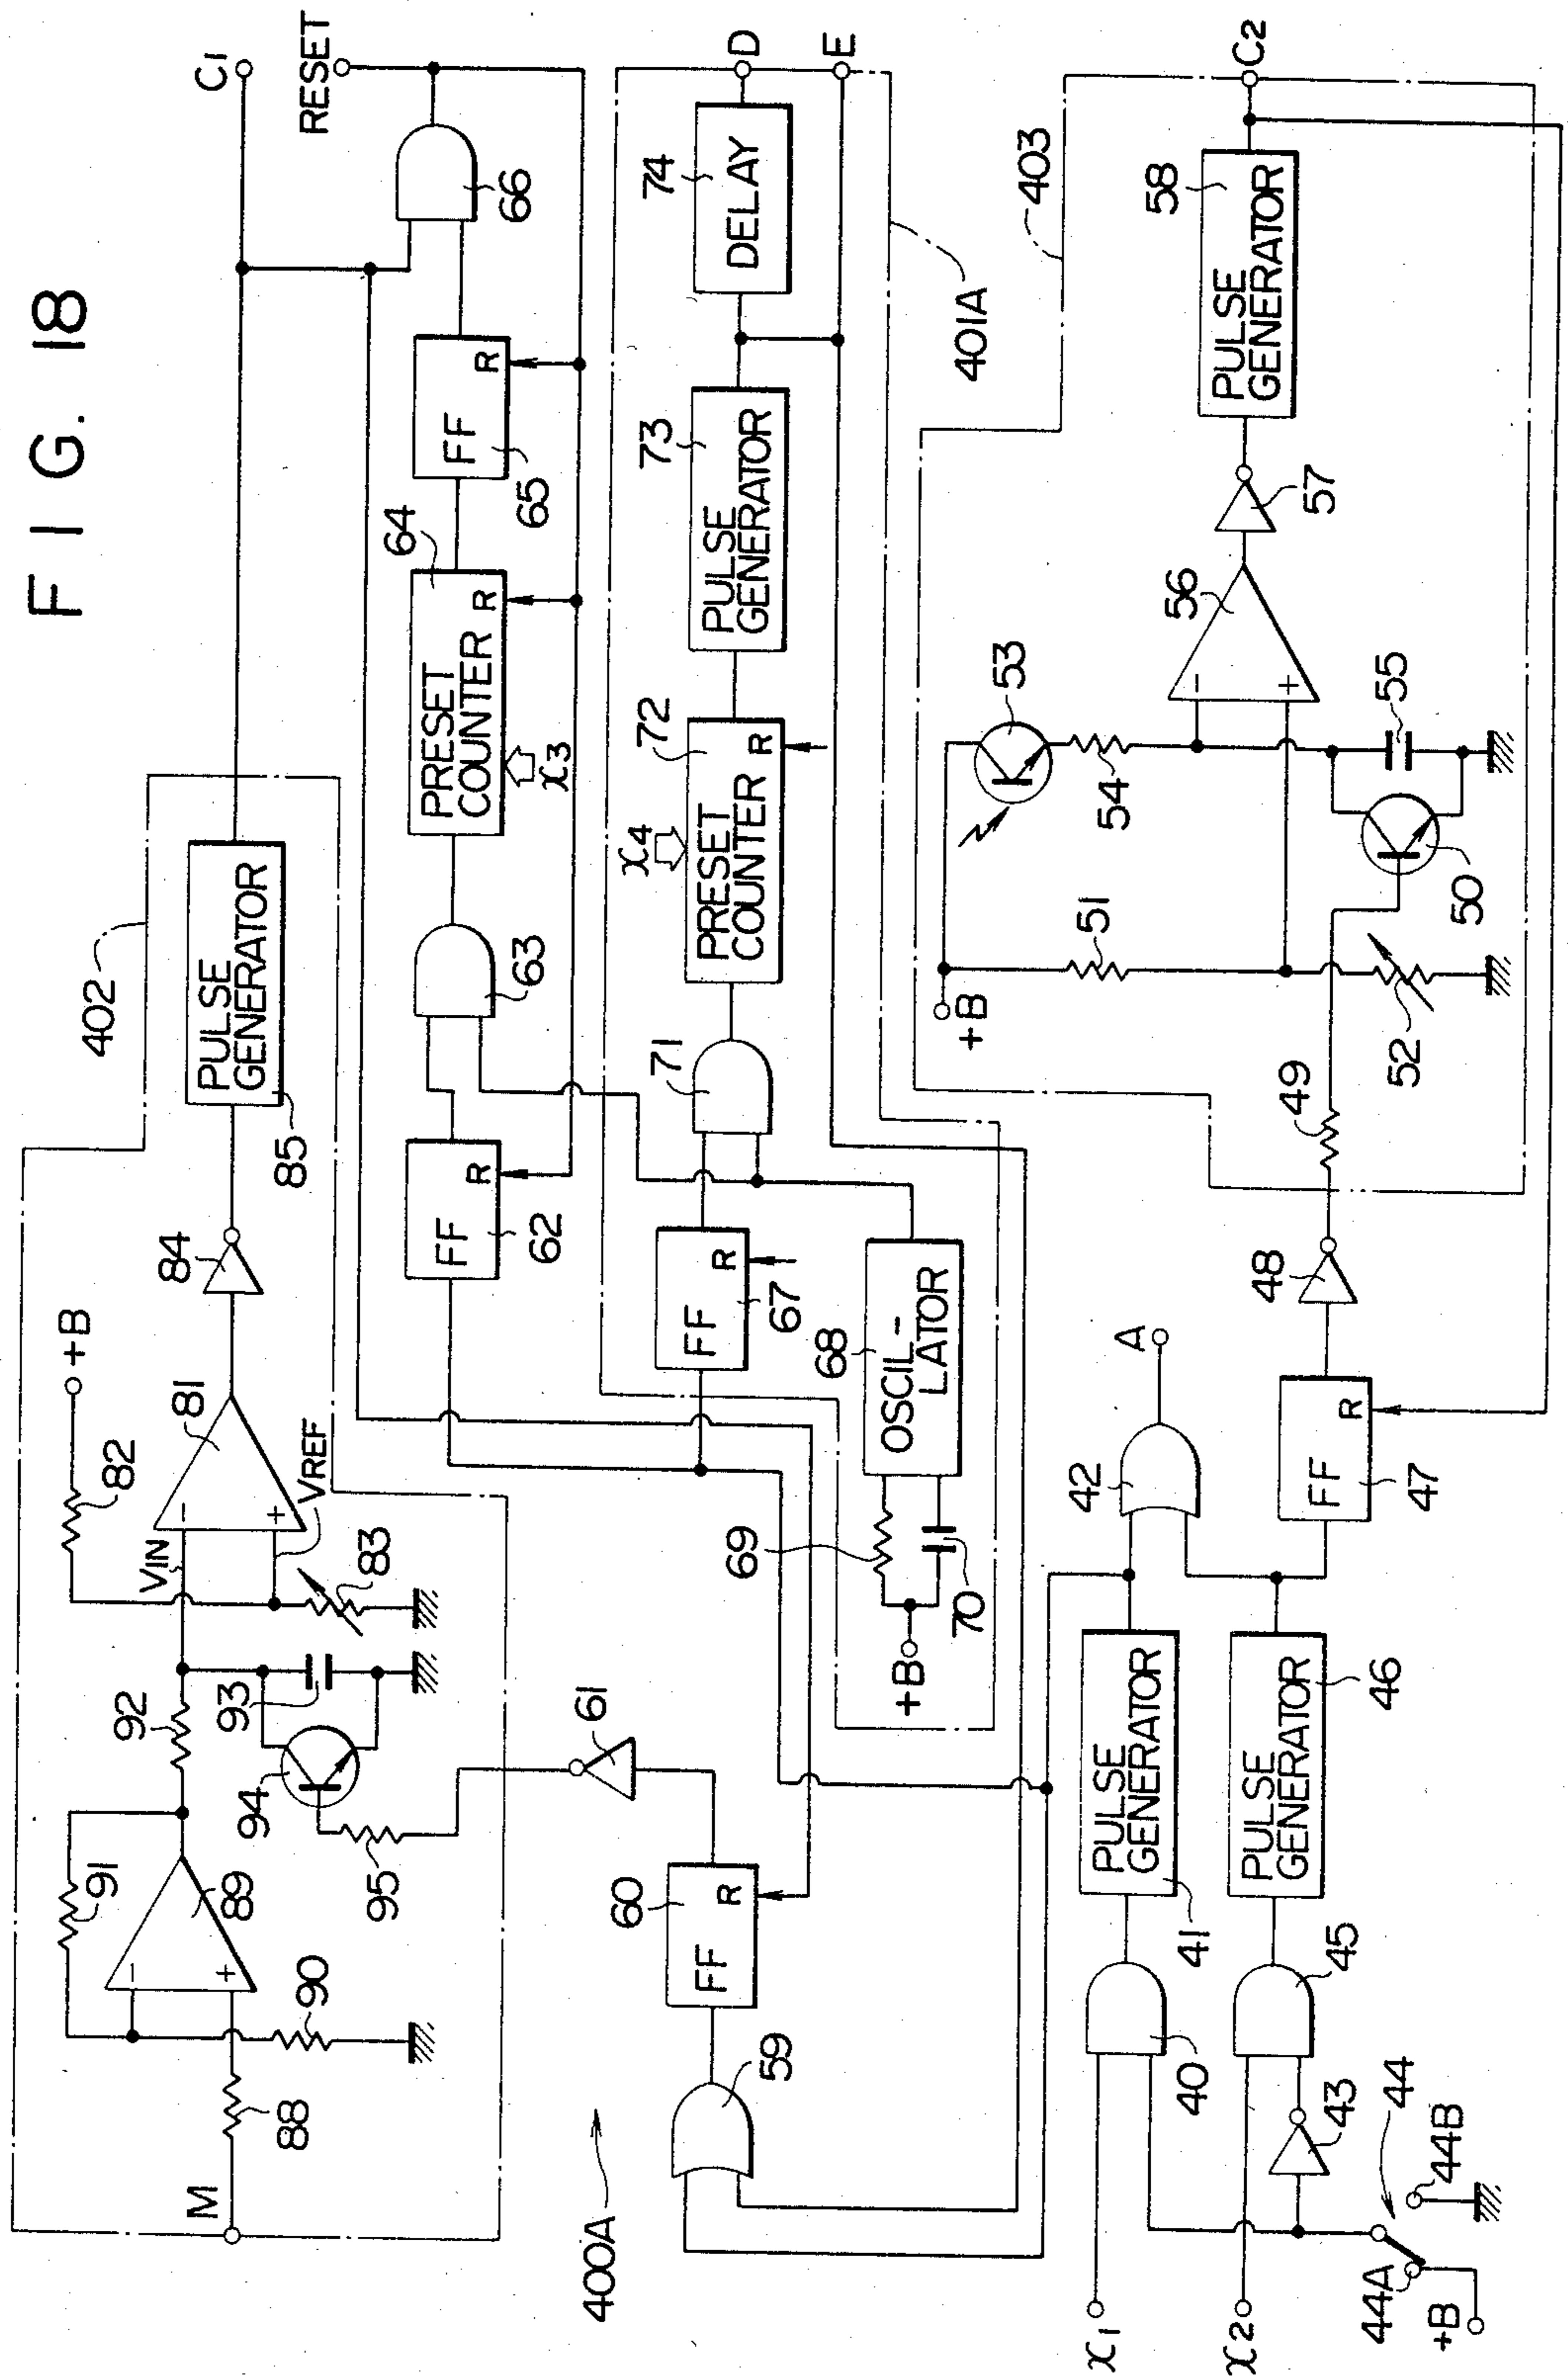 F I G. 18
402
+B
82
81
84
PULSE
GENERATOR
85
C1
RESET
VIN
VREF
83
91
92
93
94
95
89
90
88
M
−
+
−
+
61
60
FF
R
59
400A
62
FF
R
63
64
PRESET
COUNTER
R
x3
65
FF
R
66
67
FF
R
71
x4
72
PRESET
COUNTER
R
73
PULSE
GENERATOR
74
DELAY
D
E
401A
68
OSCIL-
LATOR
69
70
+B
403
+B
51
52
53
54
55
50
49
56
−
+
57
58
PULSE
GENERATOR
C2
48
47
FF
R
A
42
41
PULSE
GENERATOR
46
PULSE
GENERATOR
40
45
43
44
44A
44B
+B
x1
x2